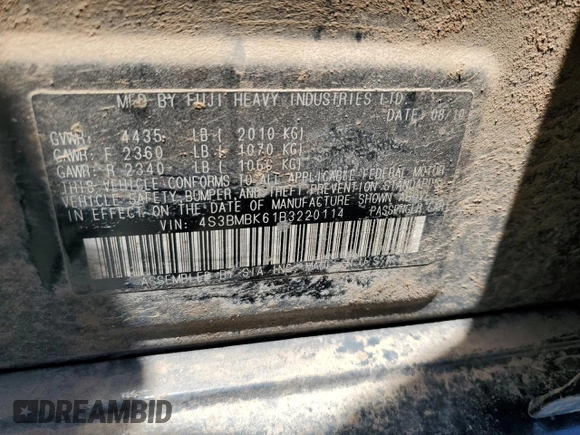 MFD BY FUJI HEAVY INDUSTRIES LTD.
DATE: 08/10
GVWR: 4435 LB ( 2010 KG)
GAWR: F 2360 LB ( 1070 KG)
GAWR: R 2340 LB ( 1065 KG)
THIS VEHICLE CONFORMS TO ALL APPLICABLE FEDERAL MOTOR
VEHICLE SAFETY, BUMPER AND THEFT PREVENTION STANDARDS
IN EFFECT ON THE DATE OF MANUFACTURE SHOWN ABOVE.
VIN: 4S3BMBK61B3220114 PASSENGER CAR
ASSEMBLED BY SIA INC.
DREAMBID